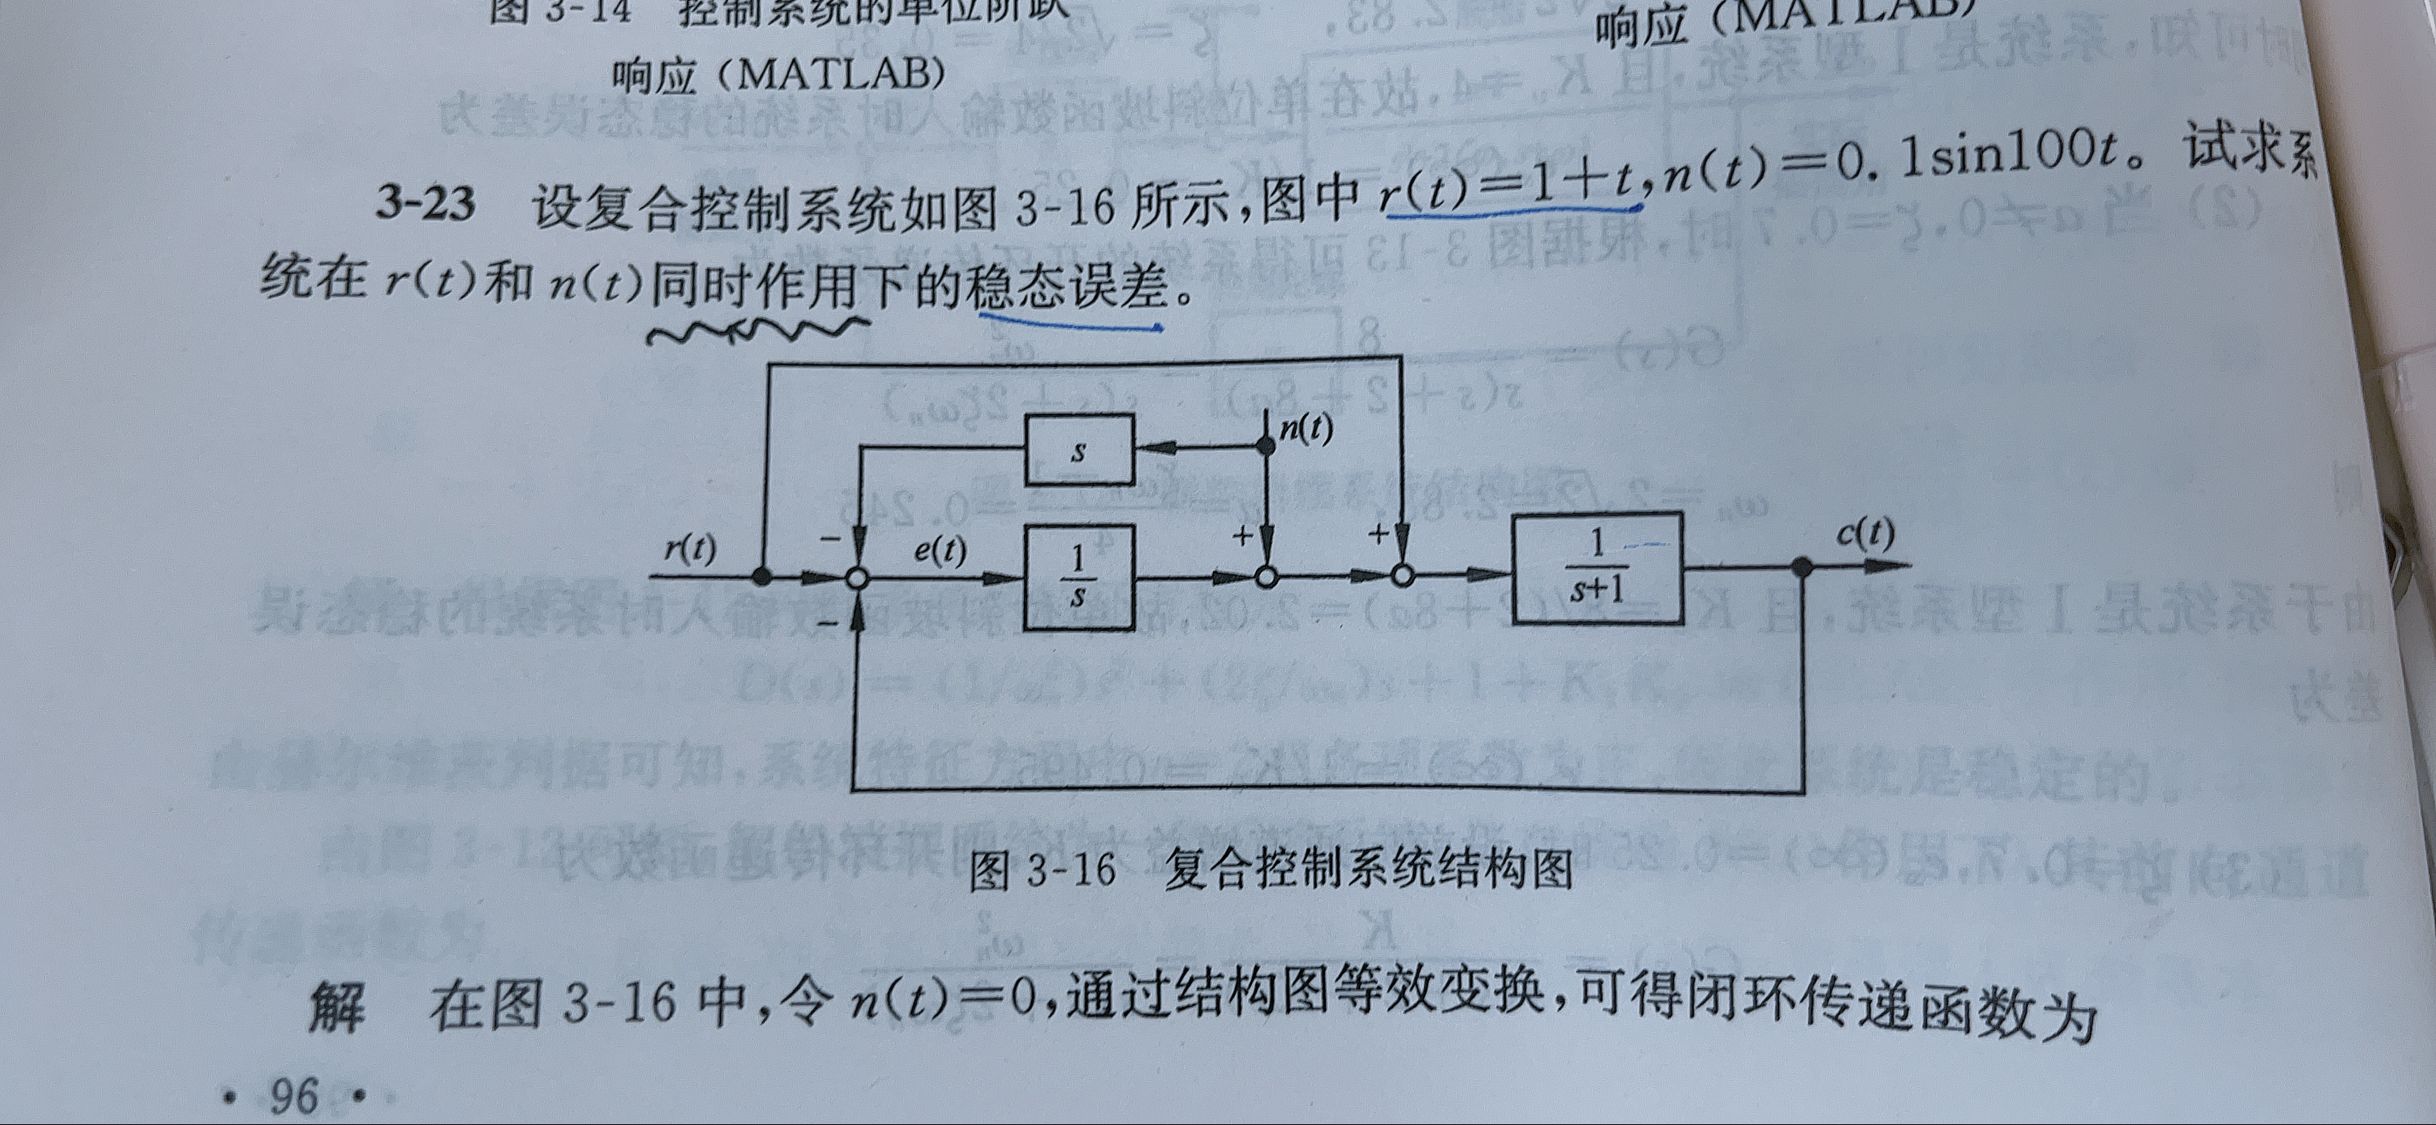 图 3-14 控制系统的单位阶跃
响应（MATLAB）
响应（MATLAB）
3-23 设复合控制系统如图 3-16 所示,图中 r(t)=1+t,n(t)=0.1sin100t。试求系
统在 r(t)和 n(t)同时作用下的稳态误差。
n(t)
s
r(t)
−
e(t)
1/s
+
+
1/(s+1)
c(t)
−
图 3-16 复合控制系统结构图
解 在图 3-16 中,令 n(t)=0,通过结构图等效变换,可得闭环传递函数为
• 96 •